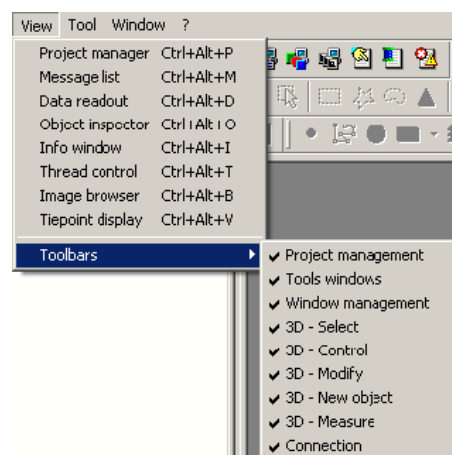 View Tool Window ?
Project manager Ctrl+Alt+P
Message list Ctrl+Alt+M
Data readout Ctrl+Alt+D
Object inspector Ctrl+Alt+O
Info window Ctrl+Alt+I
Thread control Ctrl+Alt+T
Image browser Ctrl+Alt+B
Tiepoint display Ctrl+Alt+V
Toolbars
Project management
Tools windows
Window management
3D - Select
3D - Control
3D - Modify
3D - New object
3D - Measure
Connection